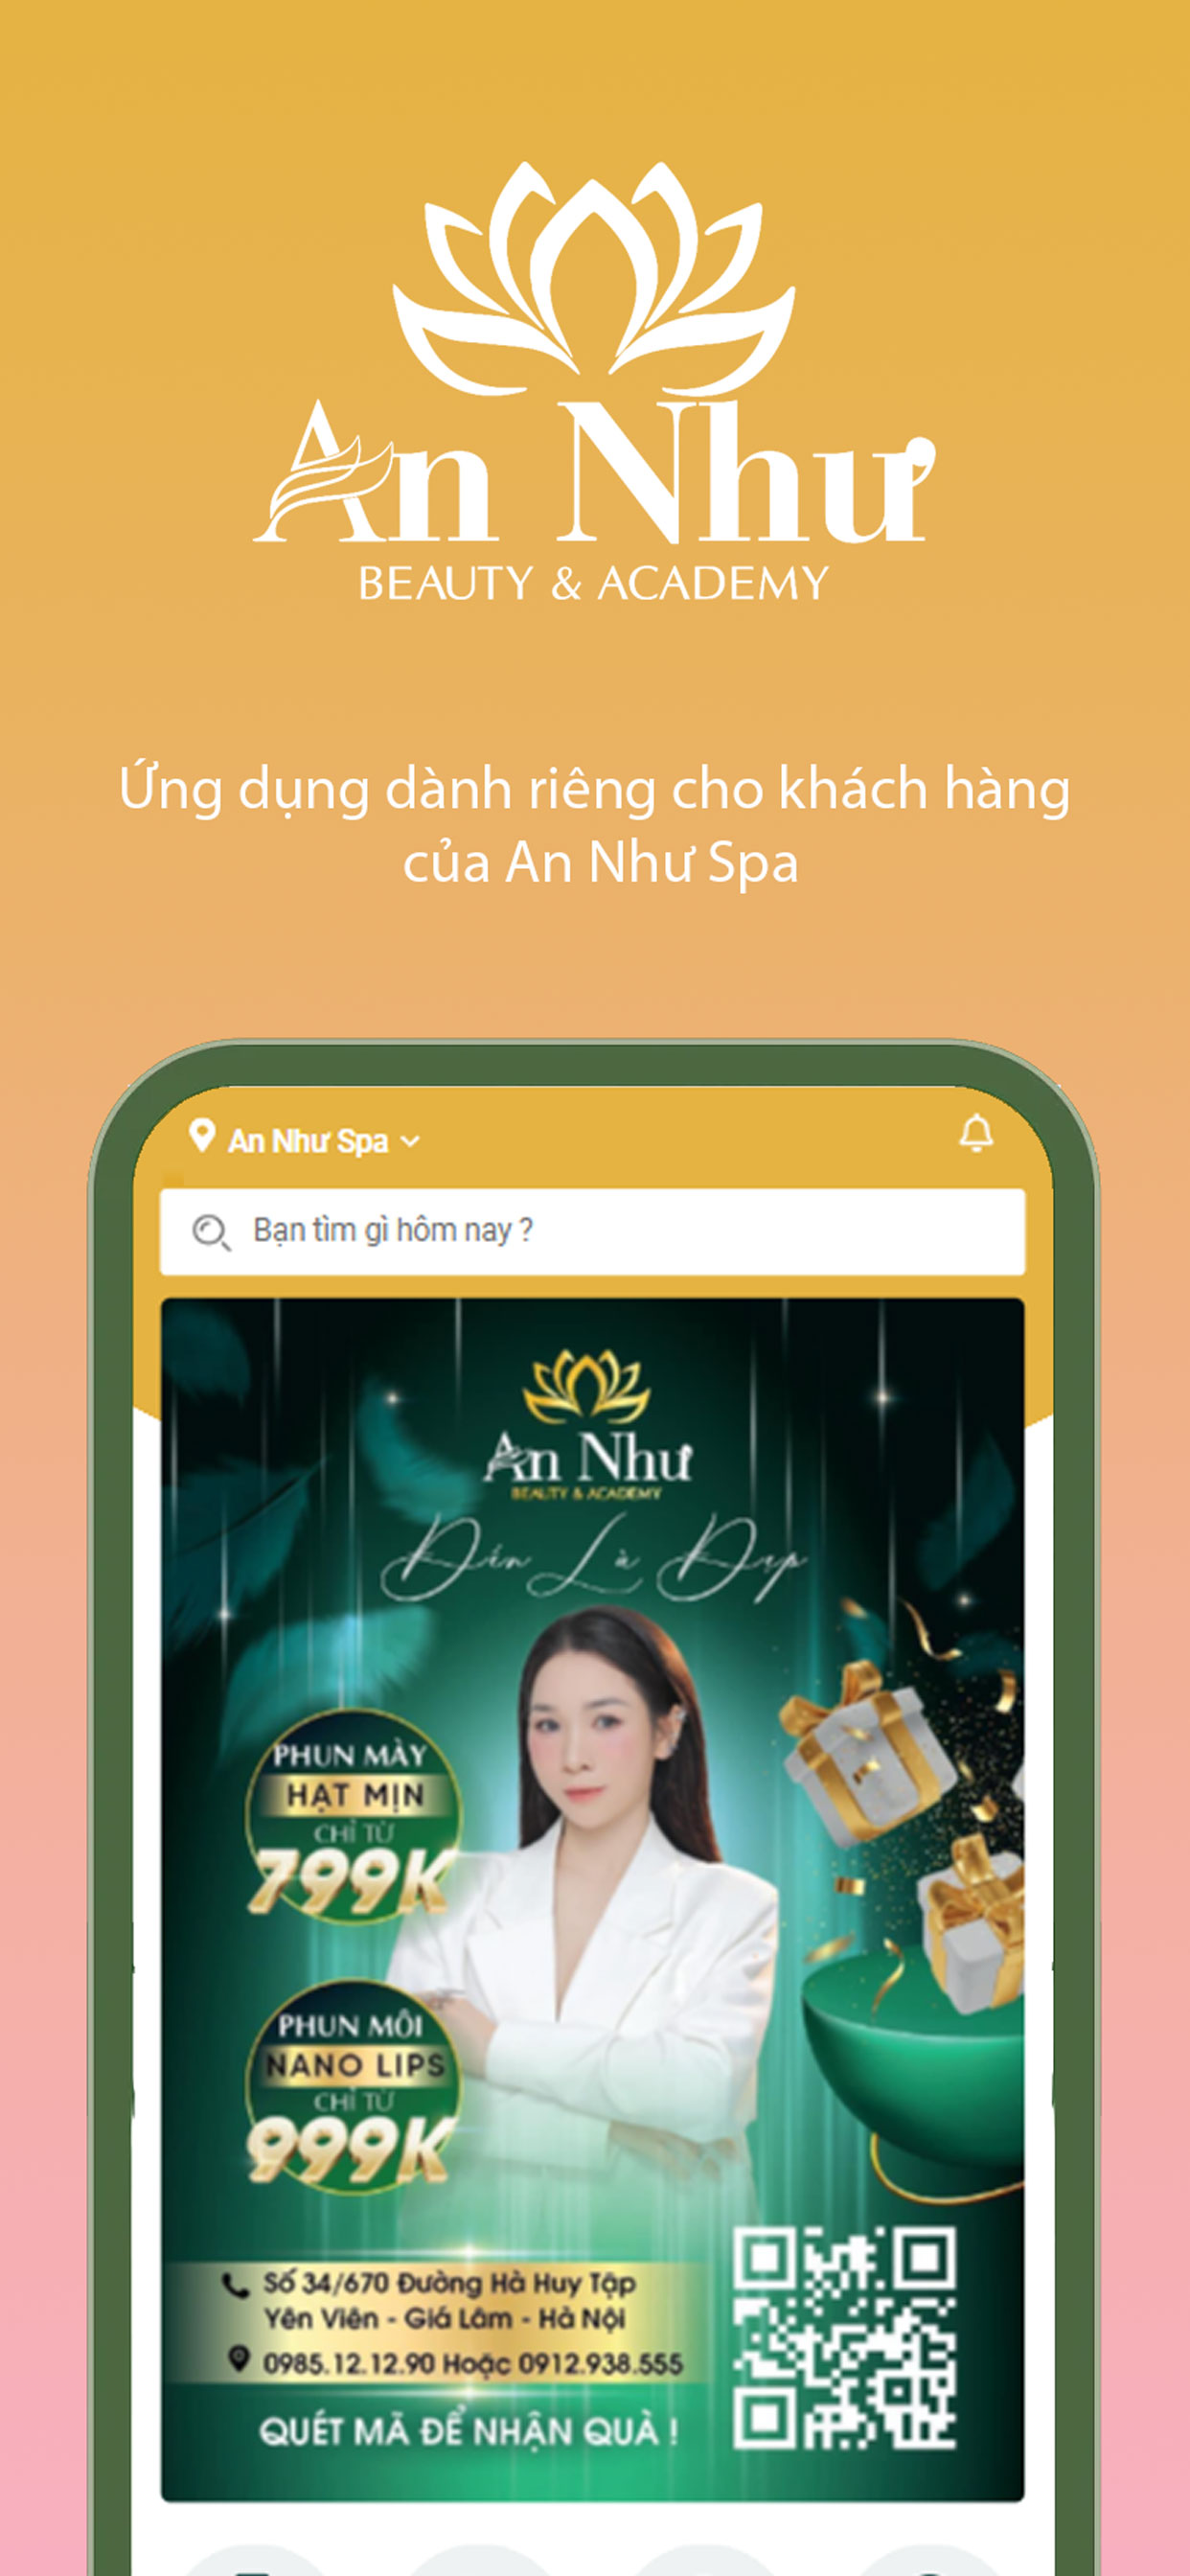 An Như
BEAUTY & ACADEMY
Ứng dụng dành riêng cho khách hàng
của An Như Spa
An Như Spa
Bạn tìm gì hôm nay ?
An Như
BEAUTY & ACADEMY
Đến Là Đẹp
PHUN MÀY
HẠT MỊN
CHỈ TỪ
799K
PHUN MÔI
NANO LIPS
CHỈ TỪ
999K
Số 34/670 Đường Hà Huy Tập
Yên Viên - Giá Lâm - Hà Nội
0985.12.12.90 Hoặc 0912.938.555
QUÉT MÃ ĐỂ NHẬN QUÀ !